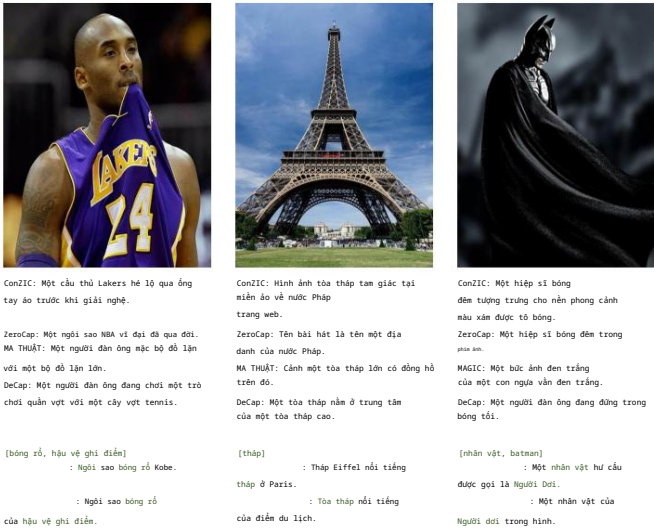 LAKERS
24
ConZIC: Một cầu thủ Lakers hé lộ qua ống
tay áo trước khi giải nghệ.
ZeroCap: Một ngôi sao NBA vĩ đại đã qua đời.
MA THUẬT: Một người đàn ông mặc bộ đồ lặn
với một bộ đồ lặn lớn.
DeCap: Một người đàn ông đang chơi một trò
chơi quần vợt với một cây vợt tennis.
[bóng rổ, hậu vệ ghi điểm]
: Ngôi sao bóng rổ Kobe.
: Ngôi sao bóng rổ
của hậu vệ ghi điểm.
ConZIC: Hình ảnh tòa tháp tam giác tại
miền ảo về nước Pháp
trang web.
ZeroCap: Tên bài hát là tên một địa
danh của nước Pháp.
MA THUẬT: Cảnh một tòa tháp lớn có đồng hồ
trên đó.
DeCap: Một tòa tháp nằm ở trung tâm
của một tòa tháp cao.
[tháp]
: Tháp Eiffel nổi tiếng
tháp ở Paris.
: Tòa tháp nổi tiếng
của điểm du lịch.
ConZIC: Một hiệp sĩ bóng
đêm tượng trưng cho nền phong cảnh
màu xám được tô bóng.
ZeroCap: Một hiệp sĩ bóng đêm trong
phim ảnh.
MAGIC: Một bức ảnh đen trắng
của một con ngựa vằn đen trắng.
DeCap: Một người đàn ông đang đứng trong
bóng tối.
[nhân vật, batman]
: Một nhân vật hư cấu
được gọi là Người Dơi.
: Một nhân vật của
Người dơi trong hình.